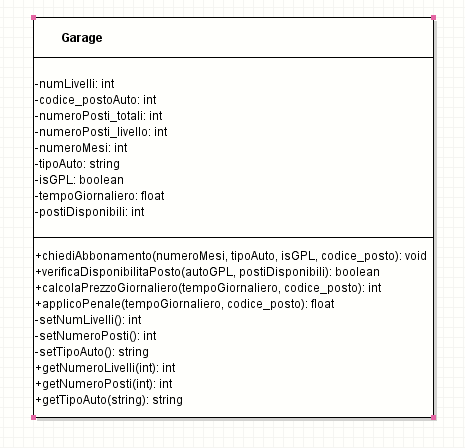 Garage
-numLivelli: int
-codice_postoAuto: int
-numeroPosti_totali: int
-numeroPosti_livello: int
-numeroMesi: int
-tipoAuto: string
-isGPL: boolean
-tempoGiornaliero: float
-postiDisponibili: int
+chiediAbbonamento(numeroMesi, tipoAuto, isGPL, codice_posto): void
+verificaDisponibilitaPosto(autoGPL, postiDisponibili): boolean
+calcolaPrezzoGiornaliero(tempoGiornaliero, codice_posto): int
+applicoPenale(tempoGiornaliero, codice_posto): float
-setNumLivelli(): int
-setNumeroPosti(): int
-setTipoAuto(): string
+getNumeroLivelli(int): int
+getNumeroPosti(int): int
+getTipoAuto(string): string